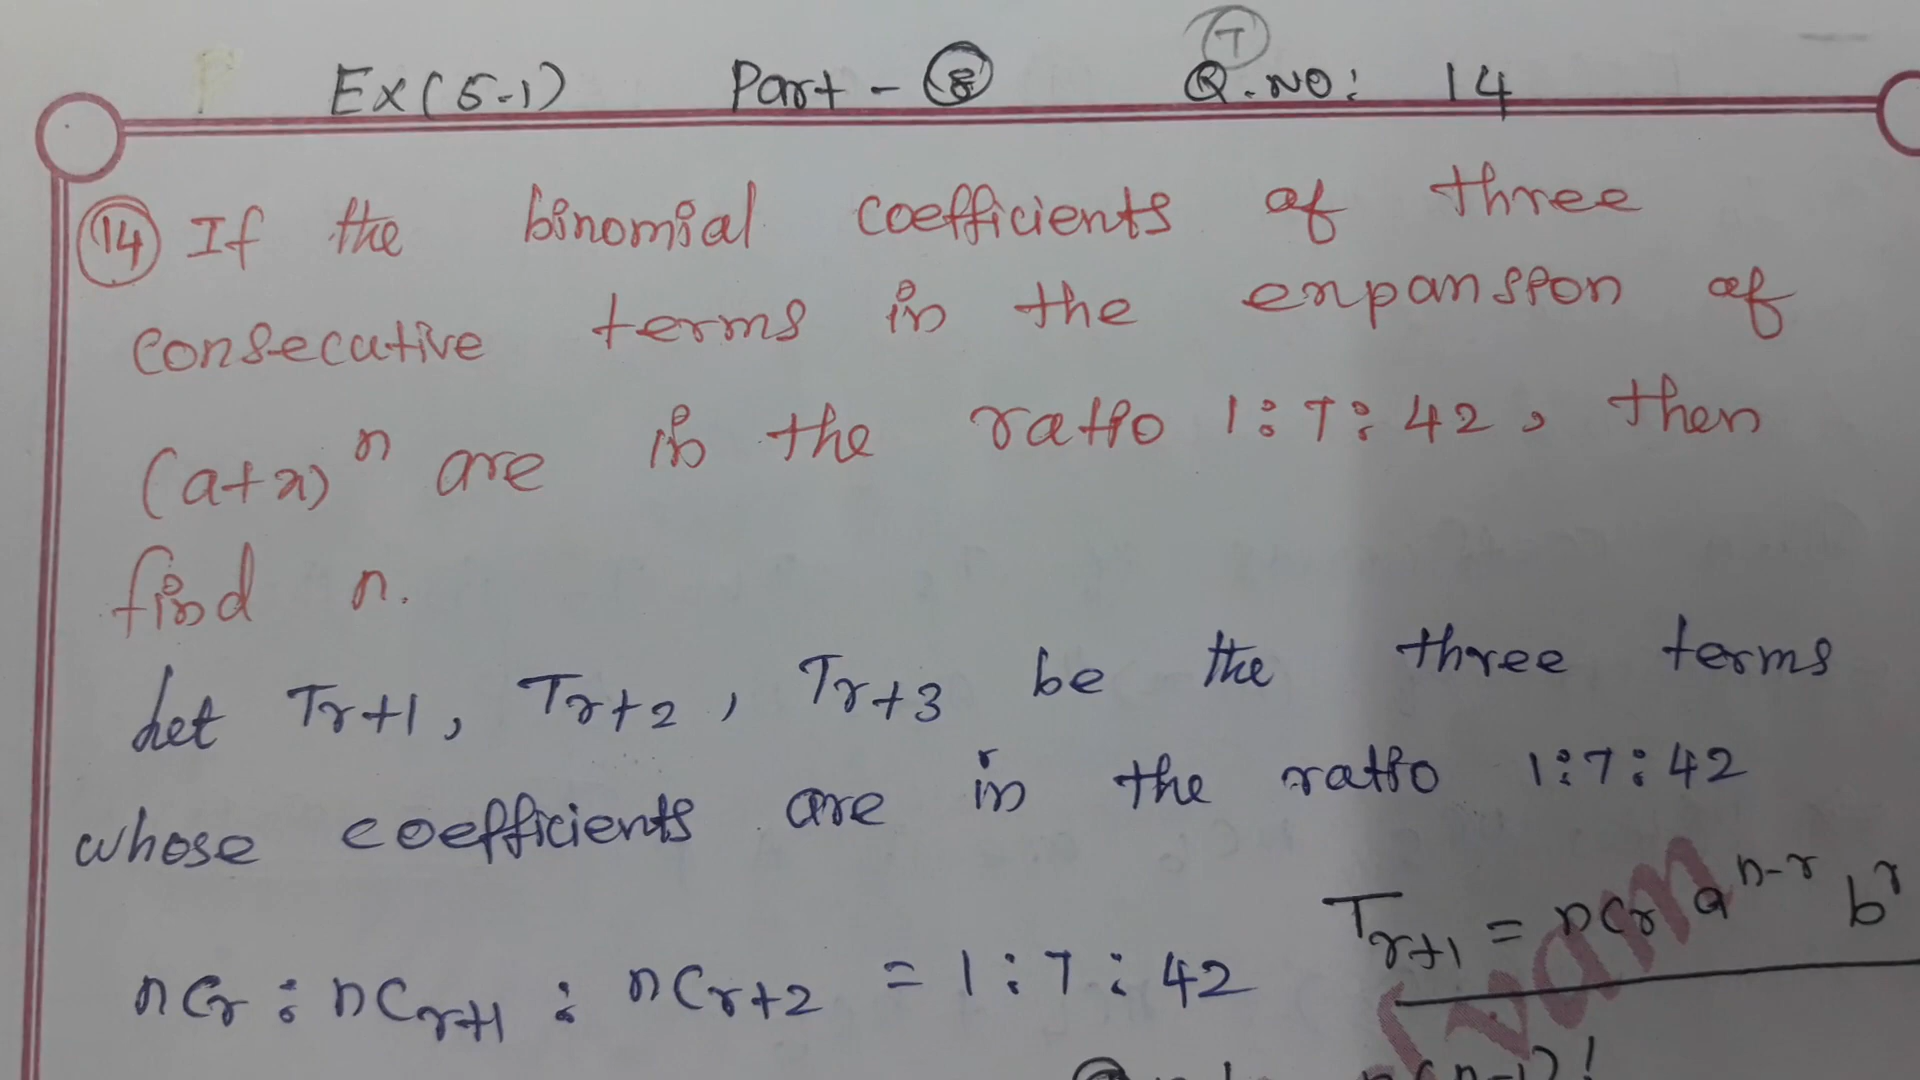 T
Ex(5-1) Part - 8 Q.NO: 14
14 If the binomial coefficients of three
consecutive terms in the expansion of
(a+x)ⁿ are in the ratio 1:7:42, then
find n.
Let Tr+1, Tr+2, Tr+3 be the three terms
whose coefficients are in the ratio 1:7:42
Tr+1 = nCr aⁿ⁻ʳ bʳ
nCr : nCr+1 : nCr+2 = 1:7:42